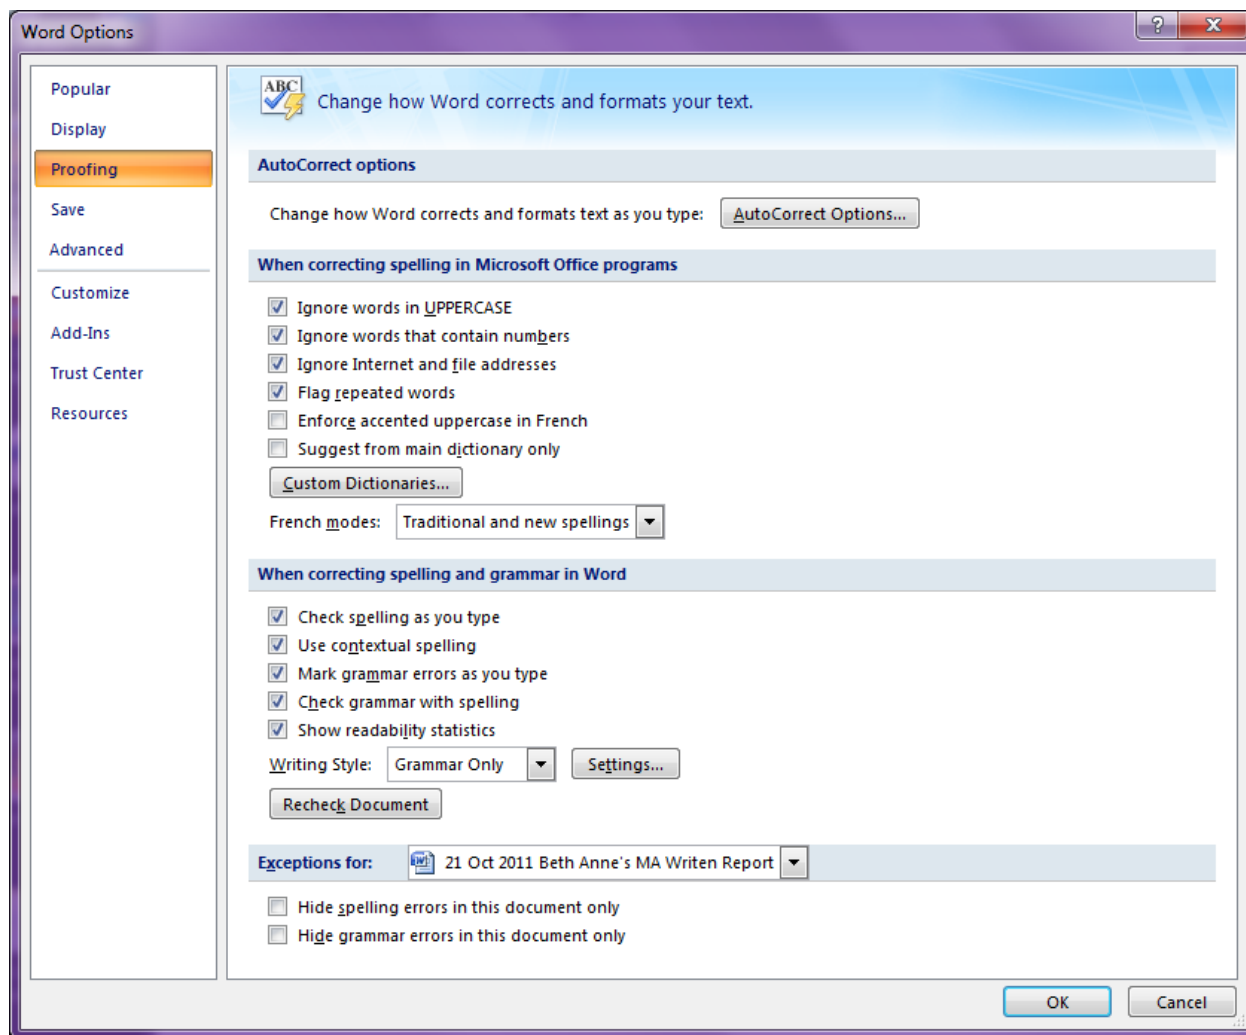 Word Options
?
X
Popular
Display
Proofing
Save
Advanced
Customize
Add-Ins
Trust Center
Resources
ABC
Change how Word corrects and formats your text.
AutoCorrect options
Change how Word corrects and formats text as you type: AutoCorrect Options...
When correcting spelling in Microsoft Office programs
Ignore words in UPPERCASE
Ignore words that contain numbers
Ignore Internet and file addresses
Flag repeated words
Enforce accented uppercase in French
Suggest from main dictionary only
Custom Dictionaries...
French modes: Traditional and new spellings
When correcting spelling and grammar in Word
Check spelling as you type
Use contextual spelling
Mark grammar errors as you type
Check grammar with spelling
Show readability statistics
Writing Style: Grammar Only Settings...
Recheck Document
Exceptions for: 21 Oct 2011 Beth Anne's MA Writen Report
Hide spelling errors in this document only
Hide grammar errors in this document only
OK Cancel